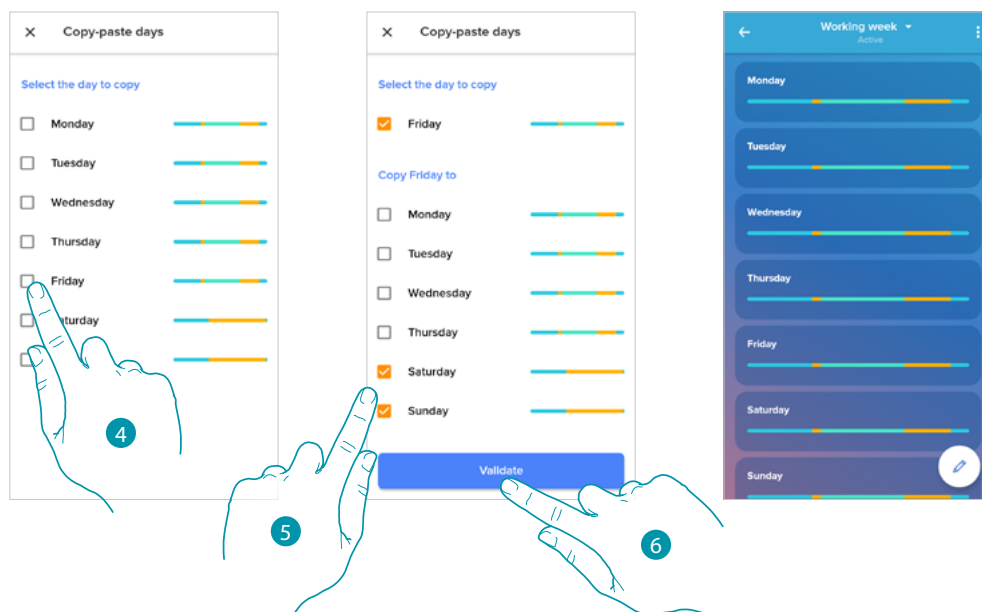 Copy-paste days
Select the day to copy
Monday
Tuesday
Wednesday
Thursday
Friday
turday
4
Copy-paste days
Select the day to copy
Friday
Copy Friday to
Monday
Tuesday
Wednesday
Thursday
Saturday
Sunday
Validate
5
6
Working week
Active
Monday
Tuesday
Wednesday
Thursday
Friday
Saturday
Sunday